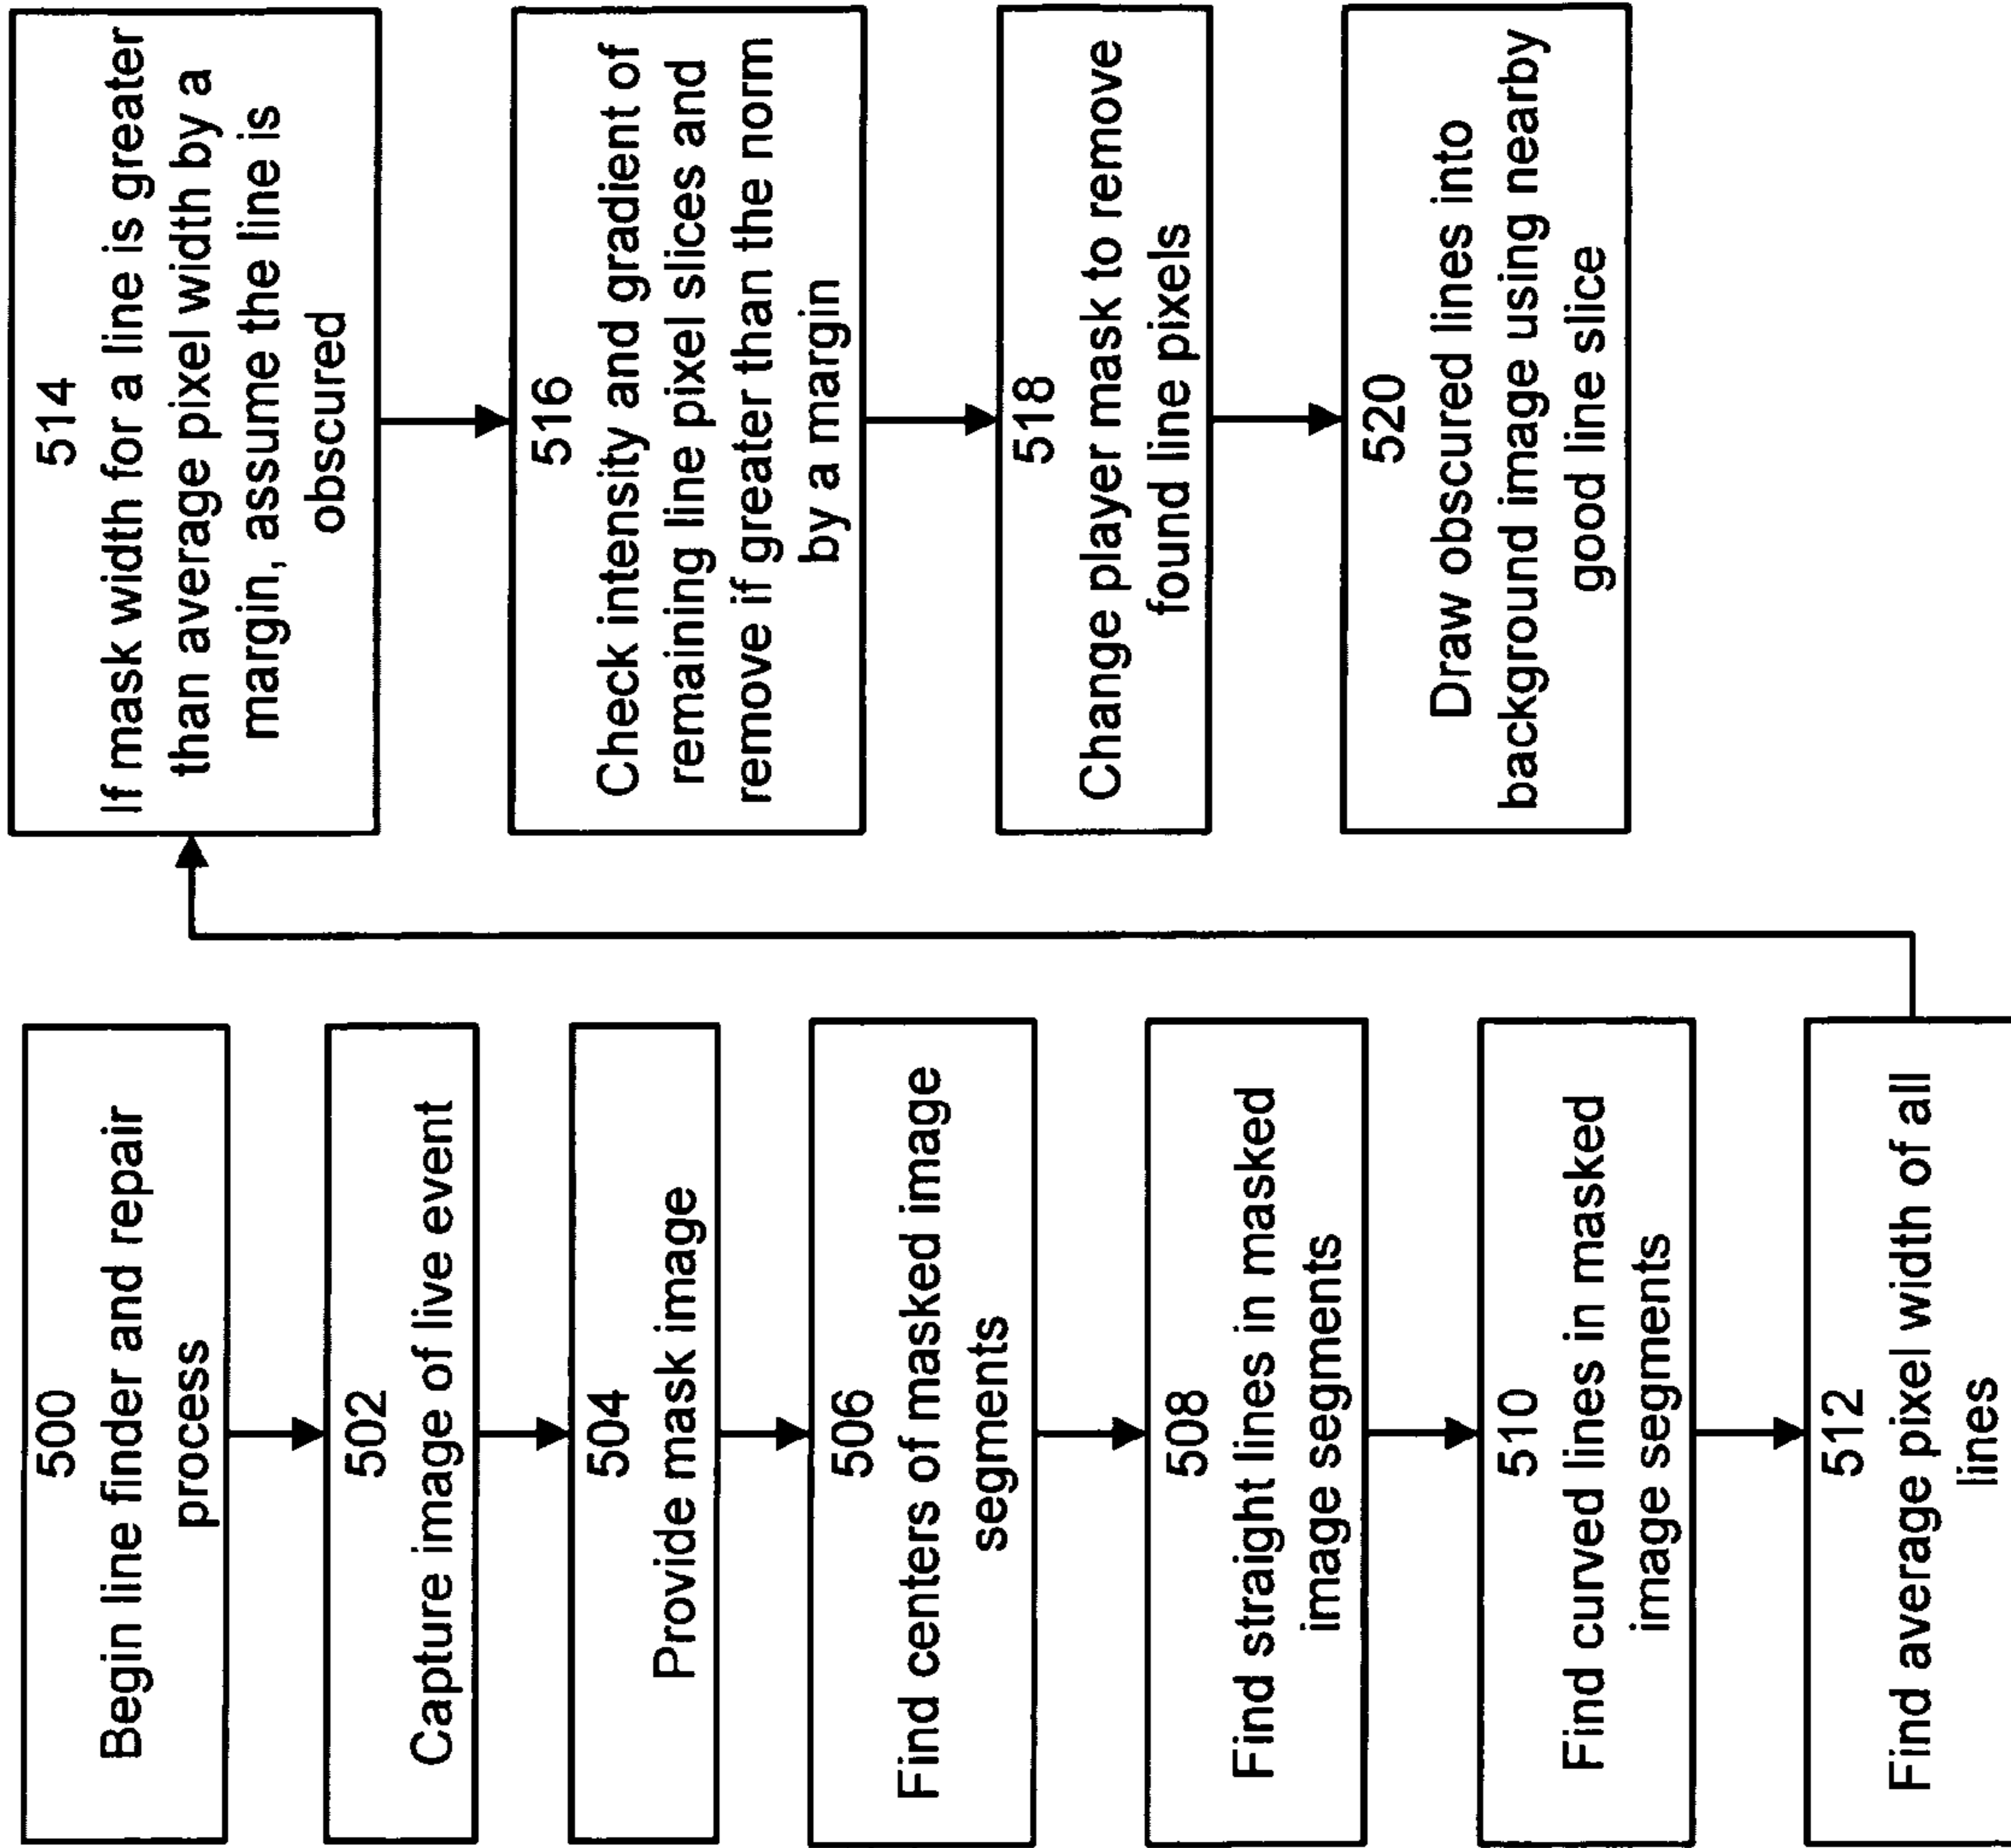 500
Begin line finder and repair
process
502
Capture image of live event
504
Provide mask image
506
Find centers of masked image
segments
508
Find straight lines in masked
image segments
510
Find curved lines in masked
image segments
512
Find average pixel width of all
lines
514
If mask width for a line is greater
than average pixel width by a
margin, assume the line is
obscured
516
Check intensity and gradient of
remaining line pixel slices and
remove if greater than the norm
by a margin
518
Change player mask to remove
found line pixels
520
Draw obscured lines into
background image using nearby
good line slice